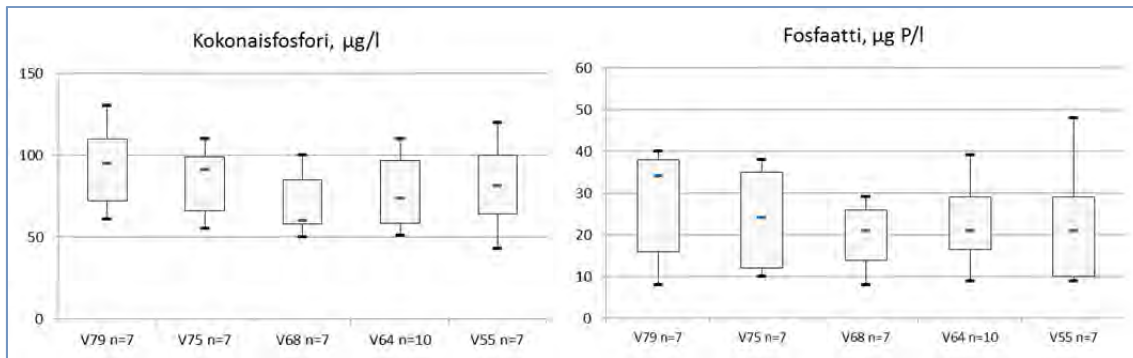 Kokonaisfosfori, µg/l
150
100
50
0
V79 n=7 V75 n=7 V68 n=7 V64 n=10 V55 n=7
Fosfaatti, µg P/l
60
50
40
30
20
10
0
V79 n=7 V75 n=7 V68 n=7 V64 n=10 V55 n=7